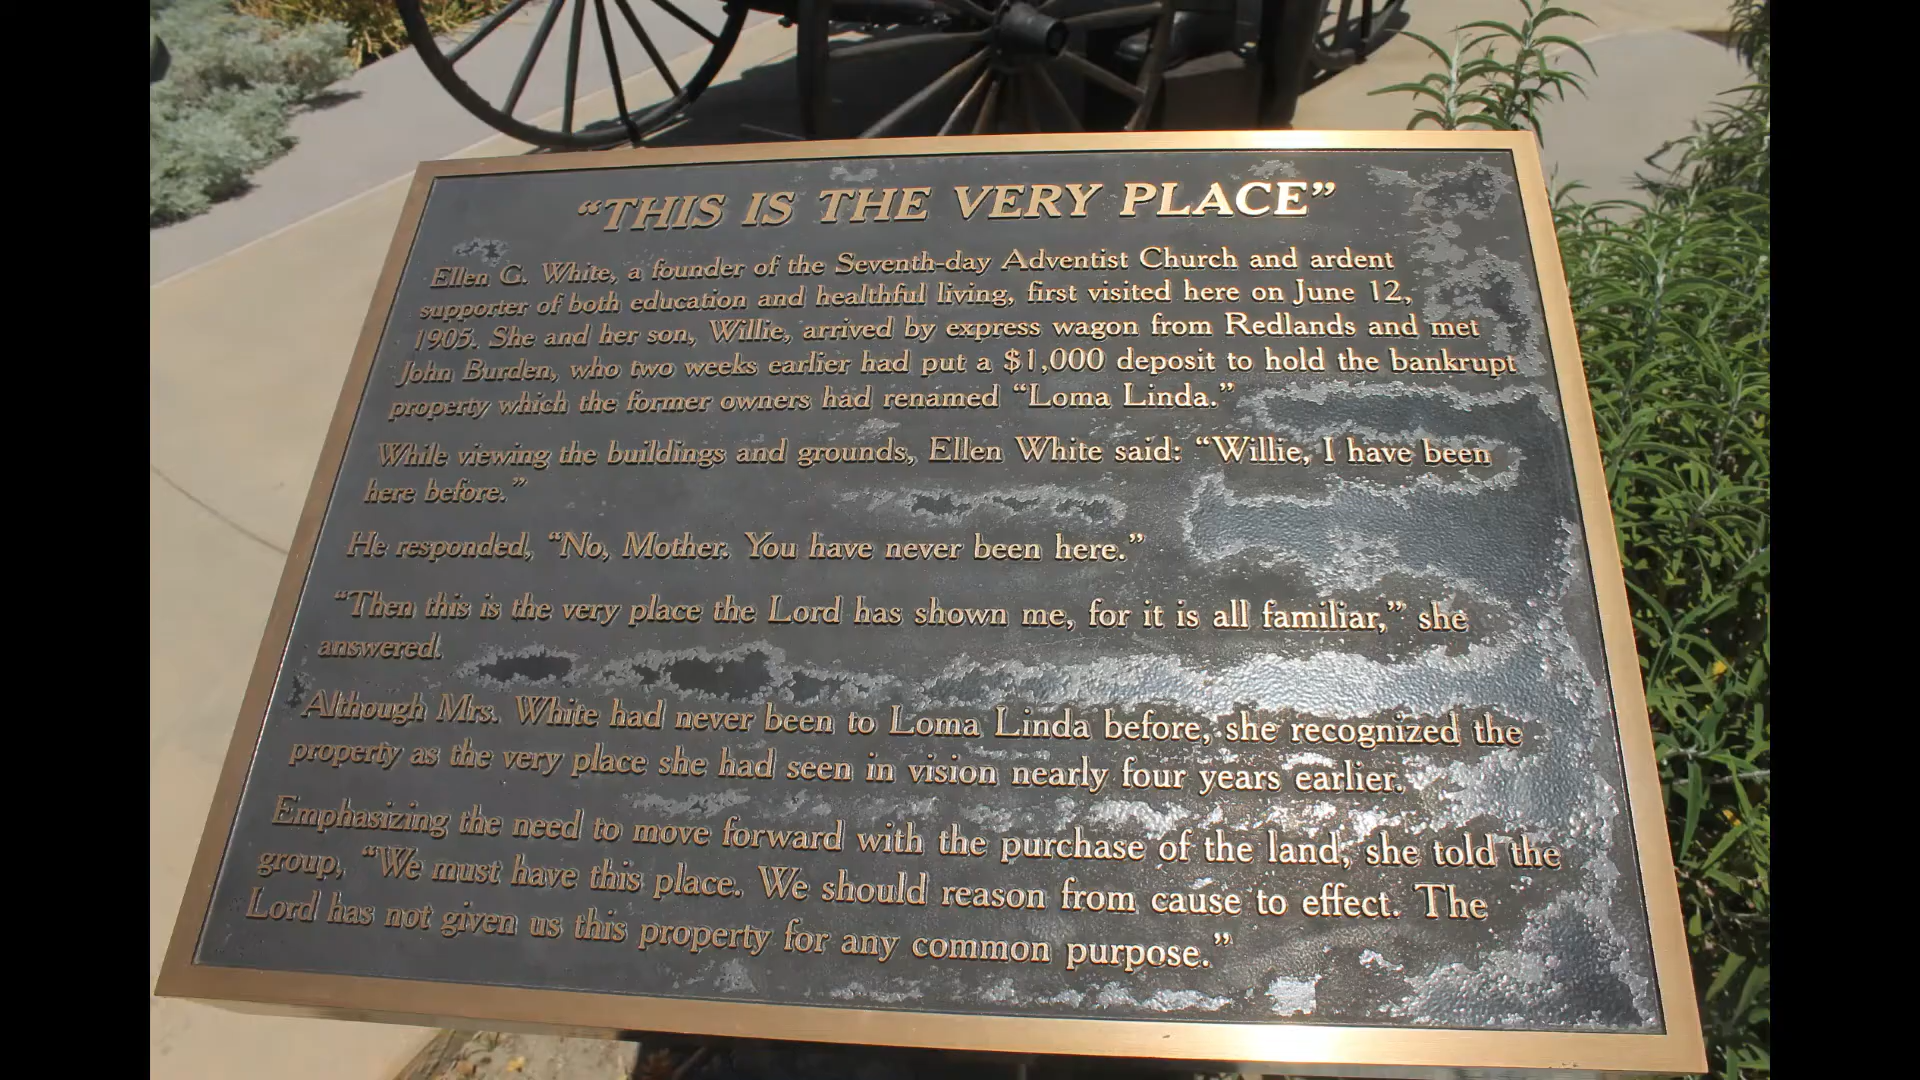 “THIS IS THE VERY PLACE”
Ellen G. White, a founder of the Seventh-day Adventist Church and ardent
supporter of both education and healthful living, first visited here on June 12,
1905. She and her son, Willie, arrived by express wagon from Redlands and met
John Burden, who two weeks earlier had put a $1,000 deposit to hold the bankrupt
property which the former owners had renamed “Loma Linda.”
While viewing the buildings and grounds, Ellen White said: “Willie, I have been
here before.”
He responded, “No, Mother. You have never been here.”
“Then this is the very place the Lord has shown me, for it is all familiar,” she
answered.
Although Mrs. White had never been to Loma Linda before, she recognized the
property as the very place she had seen in vision nearly four years earlier.
Emphasizing the need to move forward with the purchase of the land, she told the
group, “We must have this place. We should reason from cause to effect. The
Lord has not given us this property for any common purpose.”